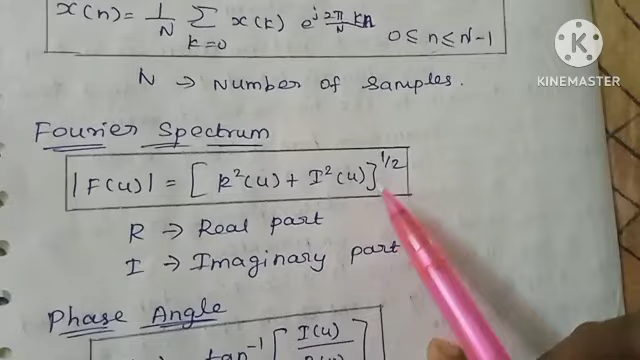 x(n) = 1/N Σ k=0 x(k) e^{j 2π/N kn} 0 ≤ n ≤ N-1
N → Number of samples.
KINEMASTER
Fourier Spectrum
|F(u)| = [R²(u) + I²(u)]^{1/2}
R → Real part
I → Imaginary part
Phase Angle
tan⁻¹ [ I(u)